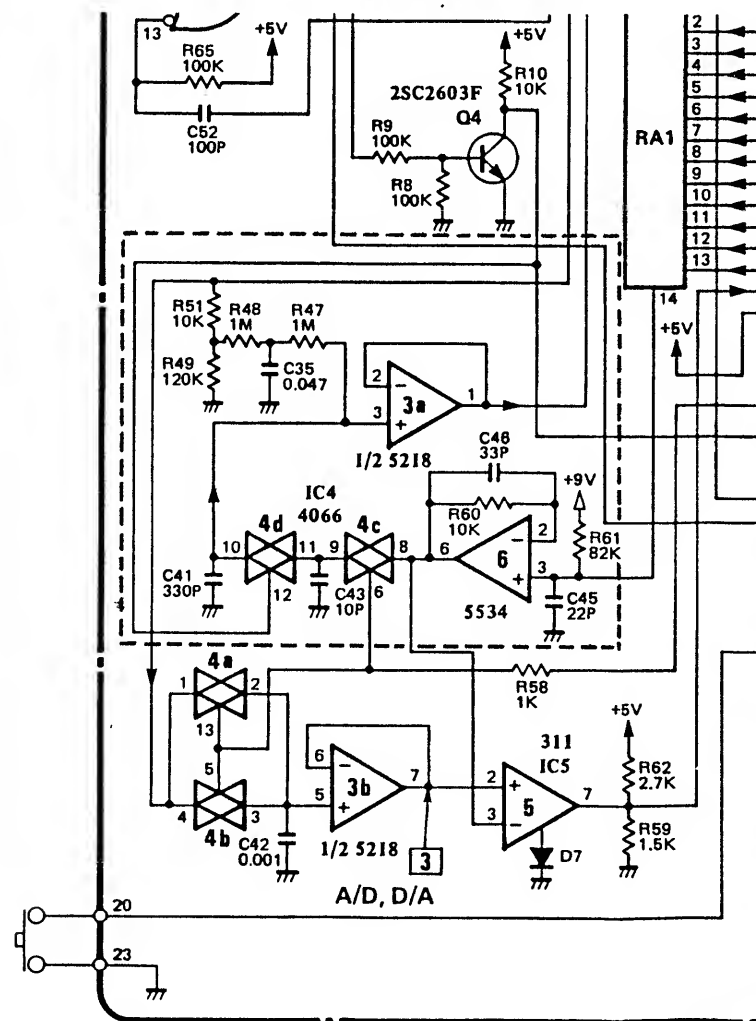 13
R65
100K
+5V
C52
100P
2SC2603F
Q4
+5V
R10
10K
R9
100K
R8
100K
RA1
2
3
4
5
6
7
8
9
10
11
12
13
14
+5V
R51
10K
R48
1M
R47
1M
R49
120K
C35
0.047
2
3
3a
1
1/2 5218
C46
33P
R60
10K
+9V
R61
82K
IC4
4066
4d
10
11
12
4c
9
8
6
C41
330P
C43
10P
6
6
2
3
5534
C45
22P
4a
1
2
13
R58
1K
5
4
3
4b
C42
0.001
6
5
3b
7
1/2 5218
3
311
IC5
2
3
5
7
D7
+5V
R62
2.7K
R59
1.5K
A/D, D/A
20
23